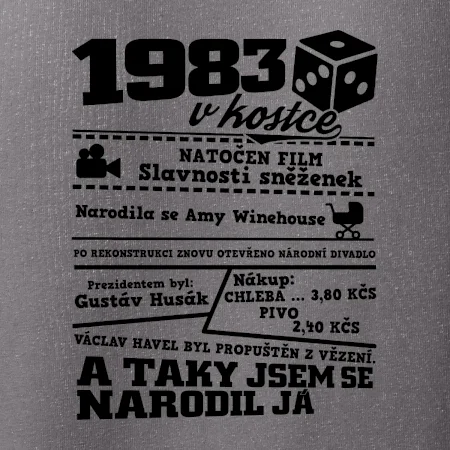 1983
v kostce
NATOČEN FILM
Slavnosti sněženek
Narodila se Amy Winehouse
PO REKONSTRUKCI ZNOVU OTEVŘENO NÁRODNÍ DIVADLO
Prezidentem byl:
Gustáv Husák
Nákup:
CHLEBA ... 3,80 KČS
PIVO
2,40 KČS
VÁCLAV HAVEL BYL PROPUŠTĚN Z VĚZENÍ.
A TAKY JSEM SE
NARODIL JÁ